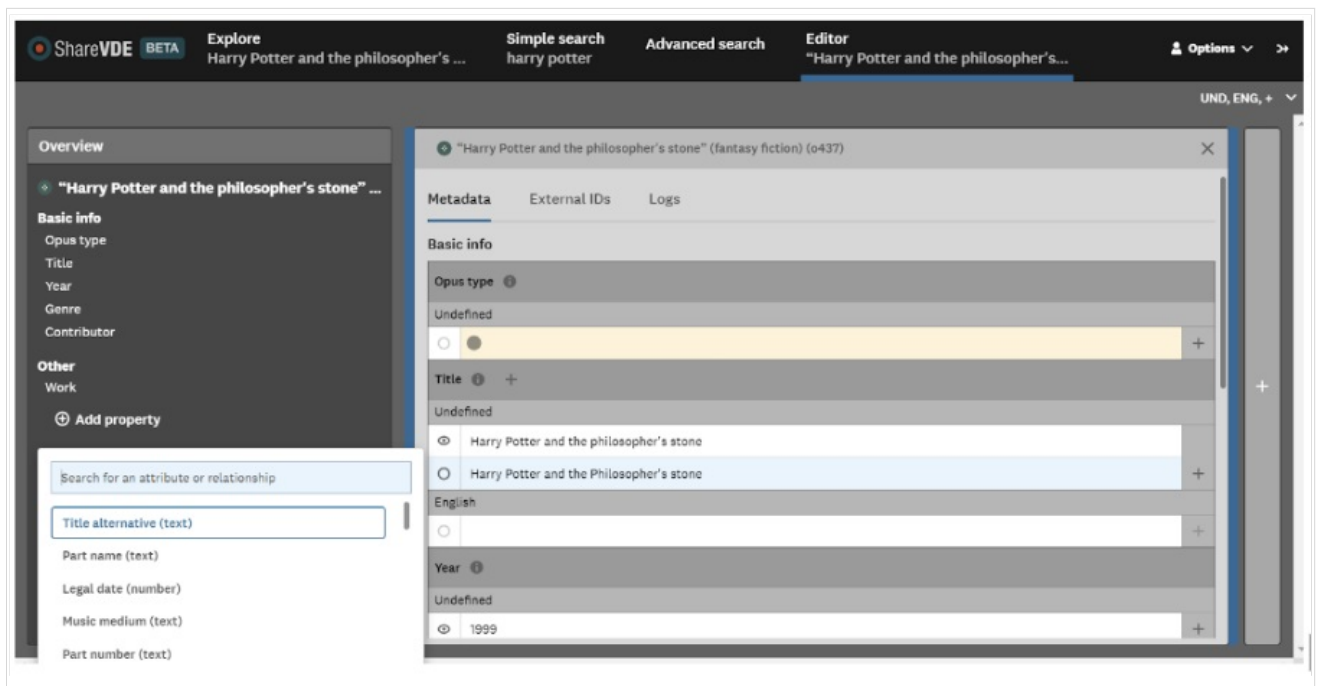 ShareVDE BETA
Explore
Harry Potter and the philosopher's ...
Simple search
harry potter
Advanced search
Editor
"Harry Potter and the philosopher's...
Options
UND, ENG, +
Overview
"Harry Potter and the philosopher's stone" ...
Basic info
Opus type
Title
Year
Genre
Contributor
Other
Work
Add property
Search for an attribute or relationship
Title alternative (text)
Part name (text)
Legal date (number)
Music medium (text)
Part number (text)
"Harry Potter and the philosopher's stone" (fantasy fiction) (o437)
Metadata External IDs Logs
Basic info
Opus type
Undefined
+
Title +
Undefined
Harry Potter and the philosopher's stone
Harry Potter and the Philosopher's stone +
English
+
Year
Undefined
1999 +
+